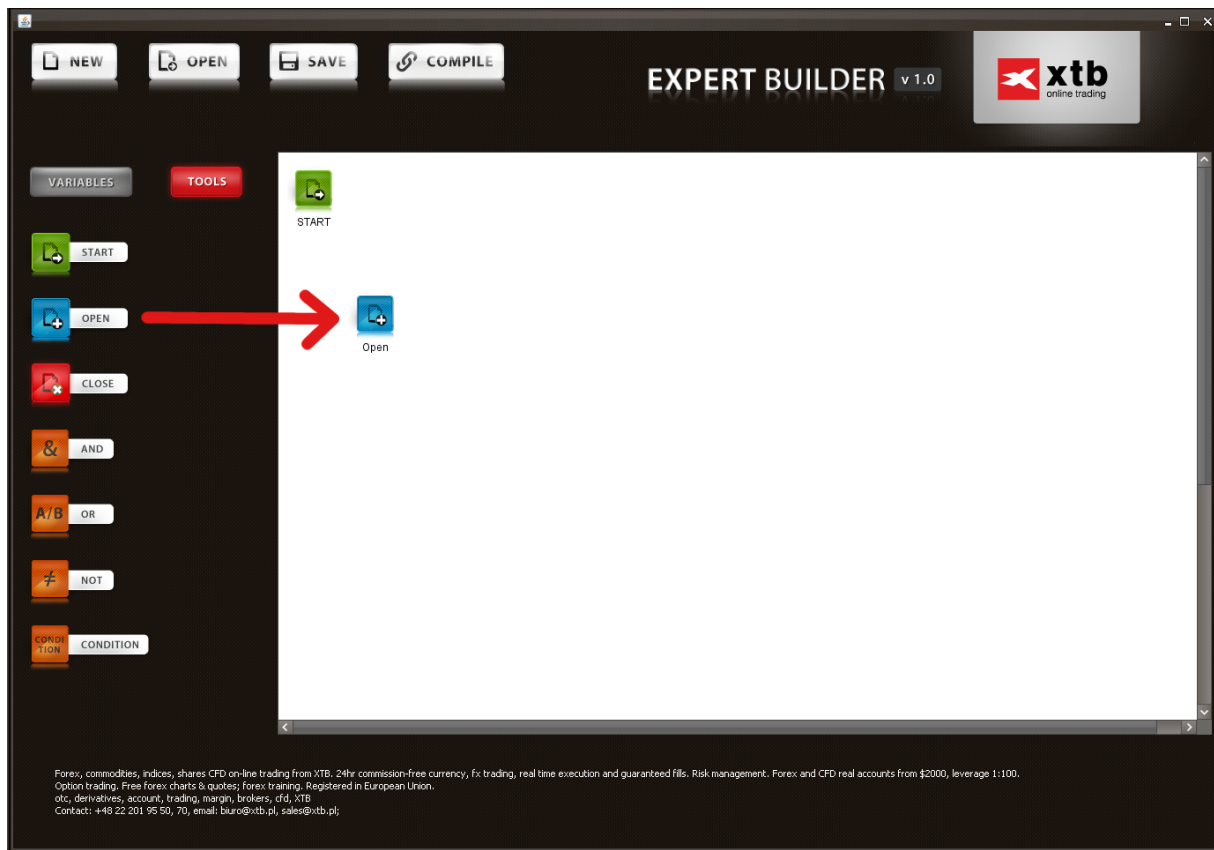 NEW
OPEN
SAVE
COMPILE
EXPERT BUILDER v 1.0
xtb
online trading
VARIABLES
TOOLS
START
START
OPEN
Open
CLOSE
& AND
A/B OR
≠ NOT
CONDI
TION
CONDITION
Forex, commodities, indices, shares CFD on-line trading from XTB. 24hr commission-free currency, fx trading, real time execution and guaranteed fills. Risk management. Forex and CFD real accounts from $2000, leverage 1:100.
Option trading. Free forex charts & quotes; forex training. Registered in European Union.
otc, derivatives, account, trading, margin, brokers, cfd, XTB
Contact: +48 22 201 95 50, 70, email: biuro@xtb.pl, sales@xtb.pl;